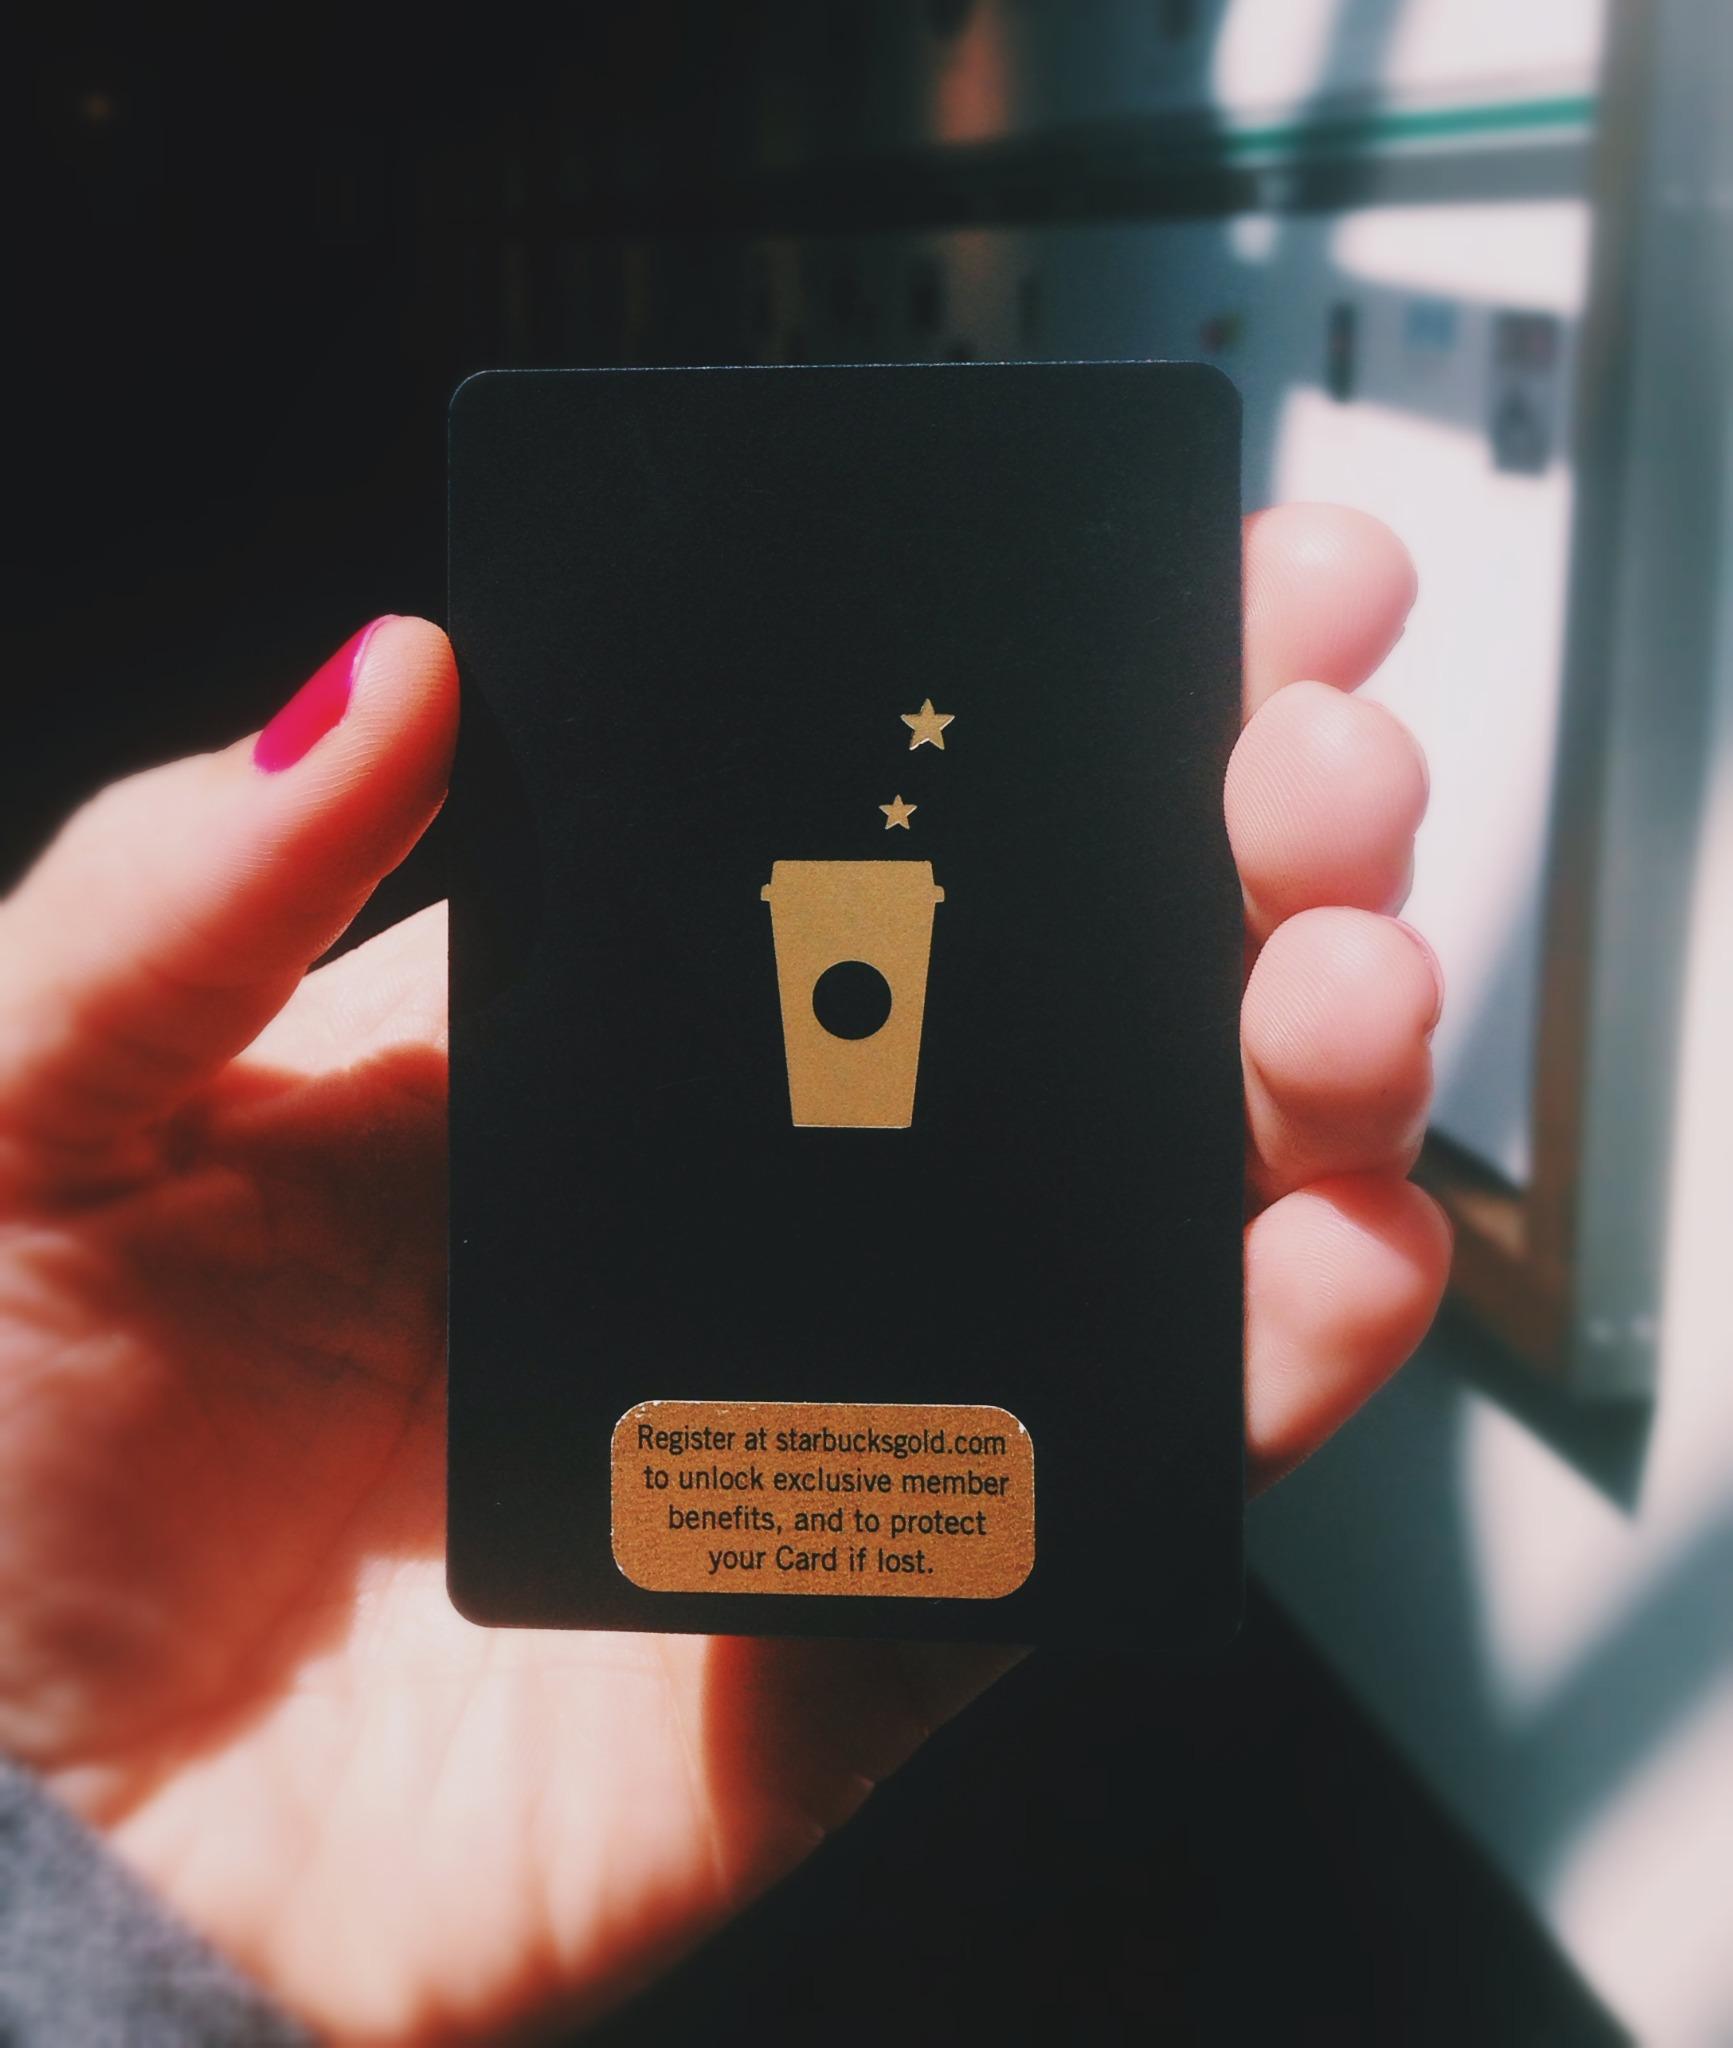 Register at starbucksgold.com
to unlock exclusive member
benefits, and to protect
your Card if lost.